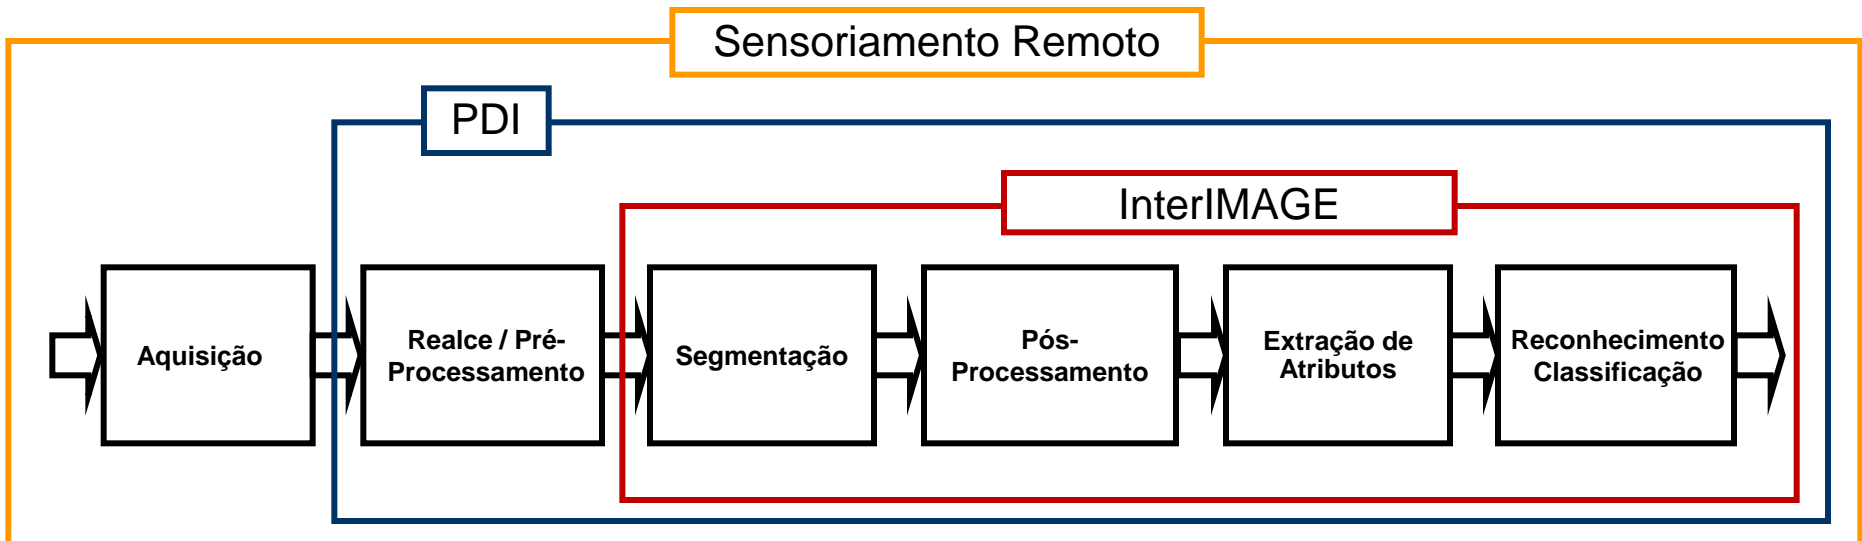 Sensoriamento Remoto
PDI
InterIMAGE
Aquisição
Realce / Pré-
Processamento
Segmentação
Pós-
Processamento
Extração de
Atributos
Reconhecimento
Classificação